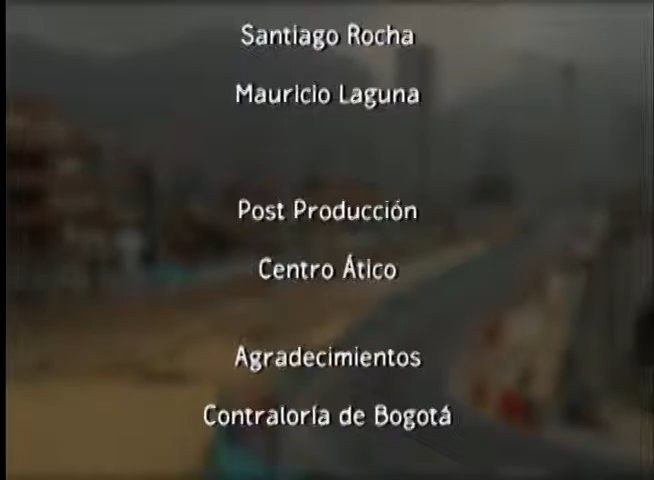 Santiago Rocha
Mauricio Laguna
Post Producción
Centro Ático
Agradecimientos
Contraloría de Bogotá